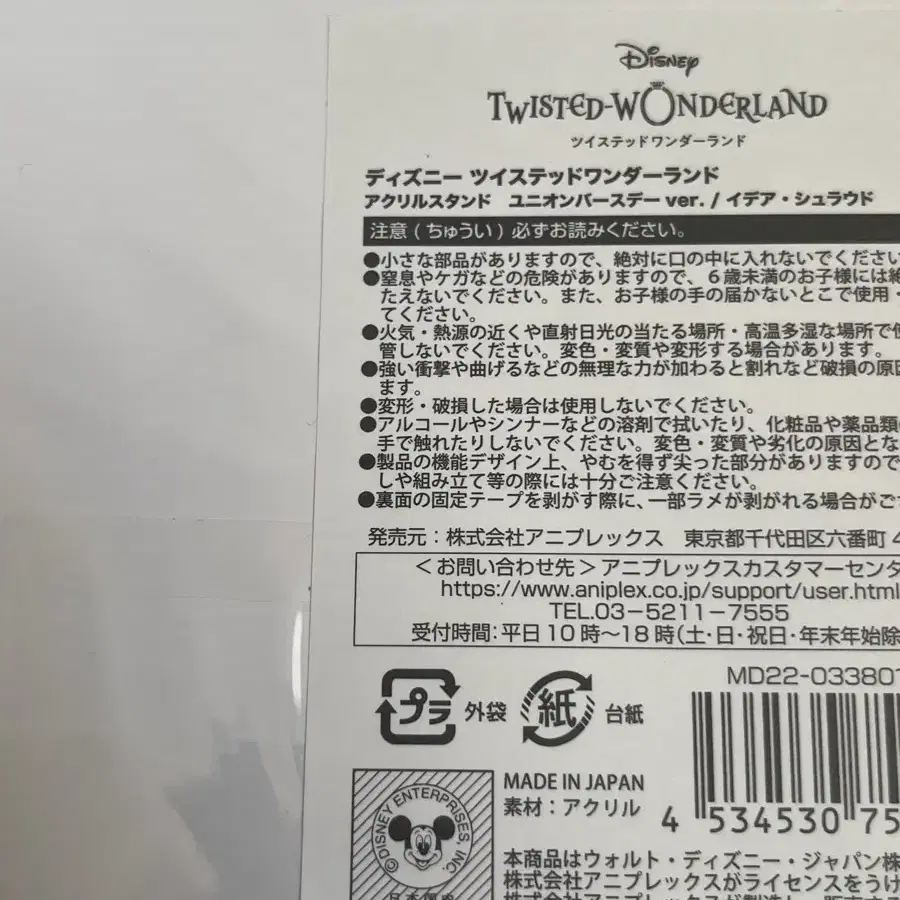 Disney
TWISTED-WONDERLAND
ツイステッドワンダーランド
ディズニー ツイステッドワンダーランド
アクリルスタンド ユニオンバースデー ver. / イデア・シュラウド
注意(ちゅうい)必ずお読みください。
●小さな部品がありますので、絶対に口の中に入れないでください
●窒息やケガなどの危険がありますので、6歳未満のお子様には絶
たえないでください。また、お子様の手の届かないとこで使用・
てください。
●火気・熱源の近くや直射日光の当たる場所・高温多湿な場所で使
管しないでください。変色・変質や変形する場合があります。
●強い衝撃や曲げるなどの無理な力が加わると割れなど破損の原因
ます。
●変形・破損した場合は使用しないでください。
●アルコールやシンナーなどの溶剤で拭いたり、化粧品や薬品類の
手で触れたりしないでください。変色・変質や劣化の原因とな
●製品の機能デザイン上、やむを得ず尖った部分がありますので
しや組み立て等の際には十分ご注意ください。
●裏面の固定テープを剥がす際に、一部ラメが剥がれる場合がござ
発売元：株式会社アニプレックス 東京都千代田区六番町4
＜お問い合わせ先＞アニプレックスカスタマーセンタ
https://www.aniplex.co.jp/support/user.html
TEL.03-5211-7555
受付時間：平日10時～18時(土・日・祝日・年末年始除
MD22-033801
プラ 外袋 紙 台紙
MADE IN JAPAN
素材：アクリル
4 534530 75
©DISNEY ENTERPRISES, INC.
日本国内
本商品はウォルト・ディズニー・ジャパン株
株式会社アニプレックスがライセンスをうけ